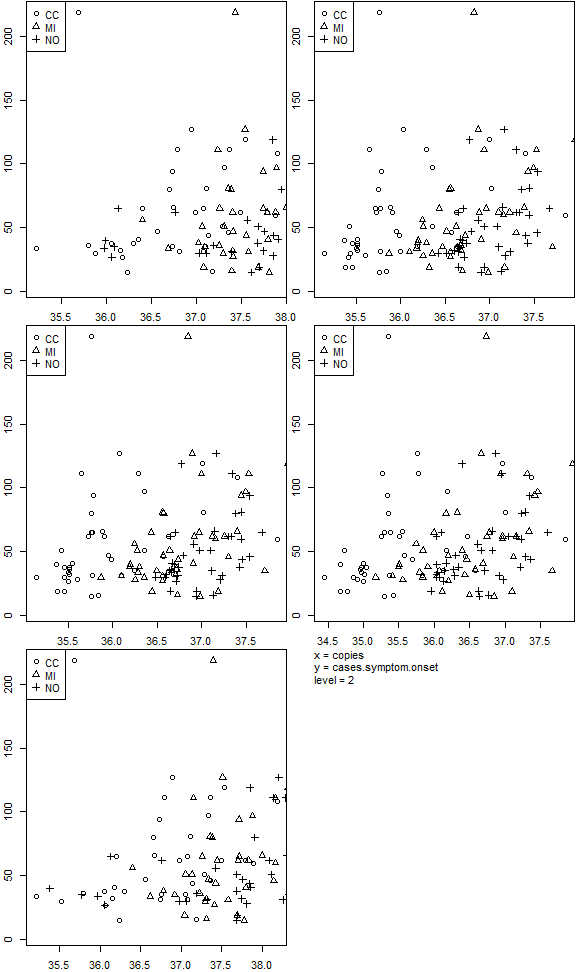 CC
MI
NO
0 50 100 150 200
35.5 36.0 36.5 37.0 37.5 38.0
CC
MI
NO
0 50 100 150 200
35.5 36.0 36.5 37.0 37.5
CC
MI
NO
0 50 100 150 200
35.5 36.0 36.5 37.0 37.5
CC
MI
NO
0 50 100 150 200
34.5 35.0 35.5 36.0 36.5 37.0 37.5
CC
MI
NO
0 50 100 150 200
35.5 36.0 36.5 37.0 37.5 38.0
x = copies
y = cases.symptom.onset
level = 2